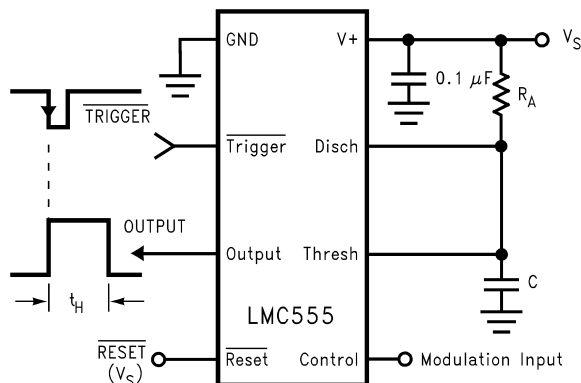 GND
V+
V_S
0.1 μF
R_A
TRIGGER
Trigger
Disch
OUTPUT
Output
Thresh
C
t_H
LMC555
RESET
(V_S)
Reset
Control
Modulation Input